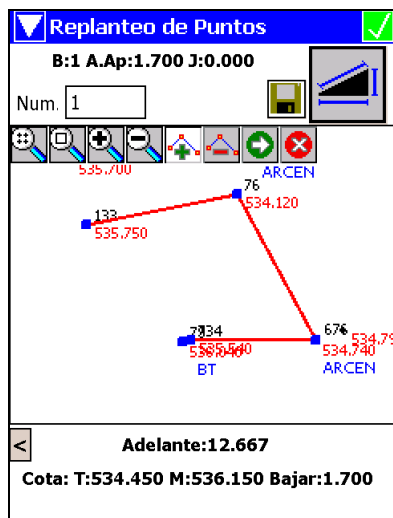 Replanteo de Puntos
B:1 A.Ap:1.700 J:0.000
Num. 1
535.700
ARCEN
76
534.120
133
535.750
534.740
ARCEN
BT
<
Adelante:12.667
Cota: T:534.450 M:536.150 Bajar:1.700